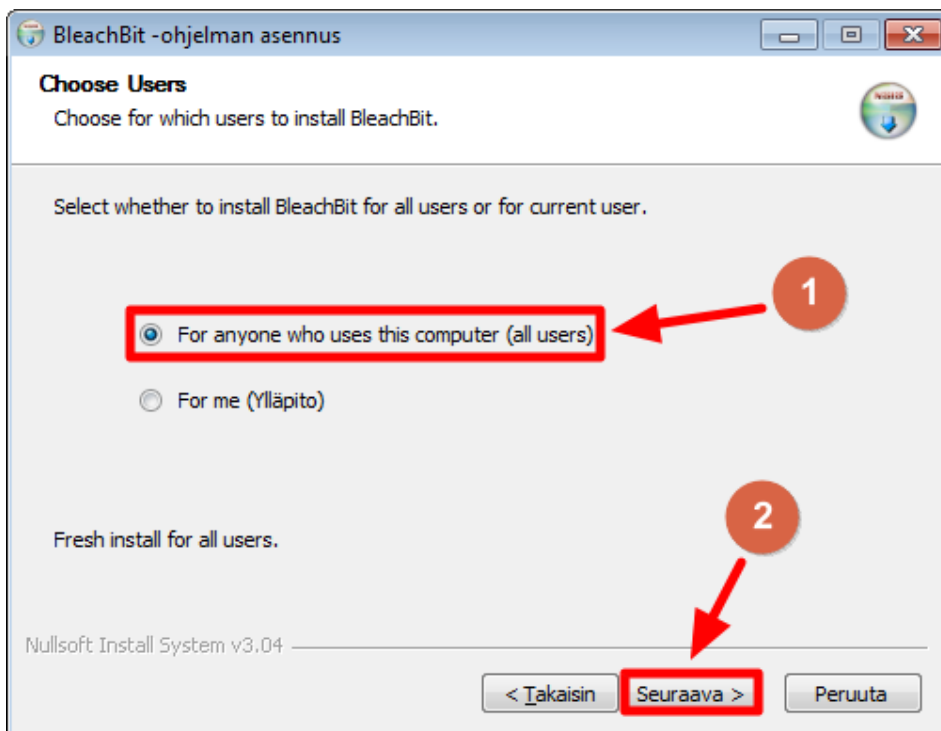 BleachBit -ohjelman asennus
Choose Users
Choose for which users to install BleachBit.
Select whether to install BleachBit for all users or for current user.
1
For anyone who uses this computer (all users)
For me (Ylläpito)
2
Fresh install for all users.
Nullsoft Install System v3.04
< Takaisin
Seuraava >
Peruuta